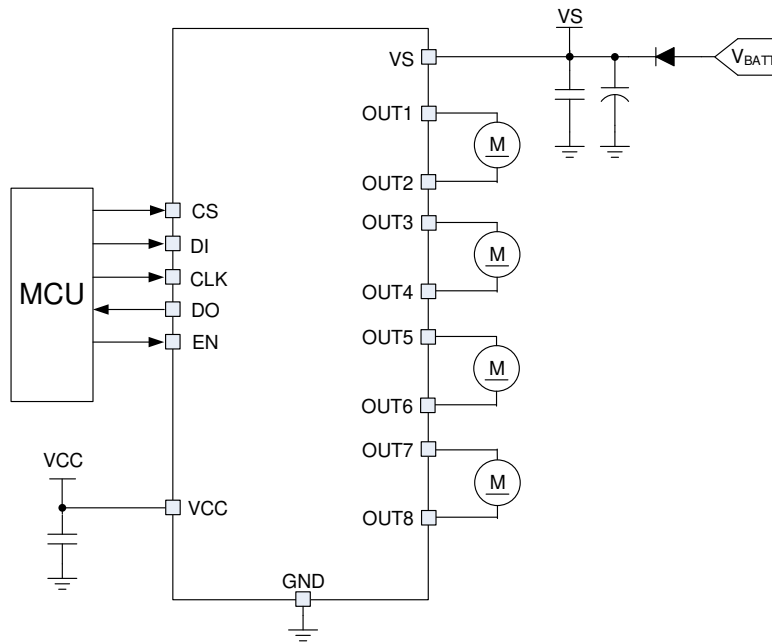 VS
VS
V_BATT
OUT1
M
OUT2
OUT3
CS
DI
M
CLK
MCU
OUT4
DO
OUT5
EN
M
OUT6
OUT7
VCC
M
VCC
OUT8
GND